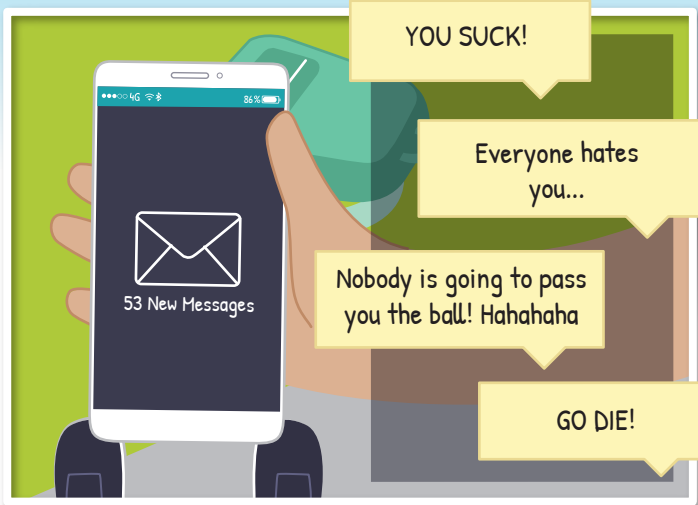 4G
86%
53 New Messages
YOU SUCK!
Everyone hates
you...
Nobody is going to pass
you the ball! Hahahaha
GO DIE!